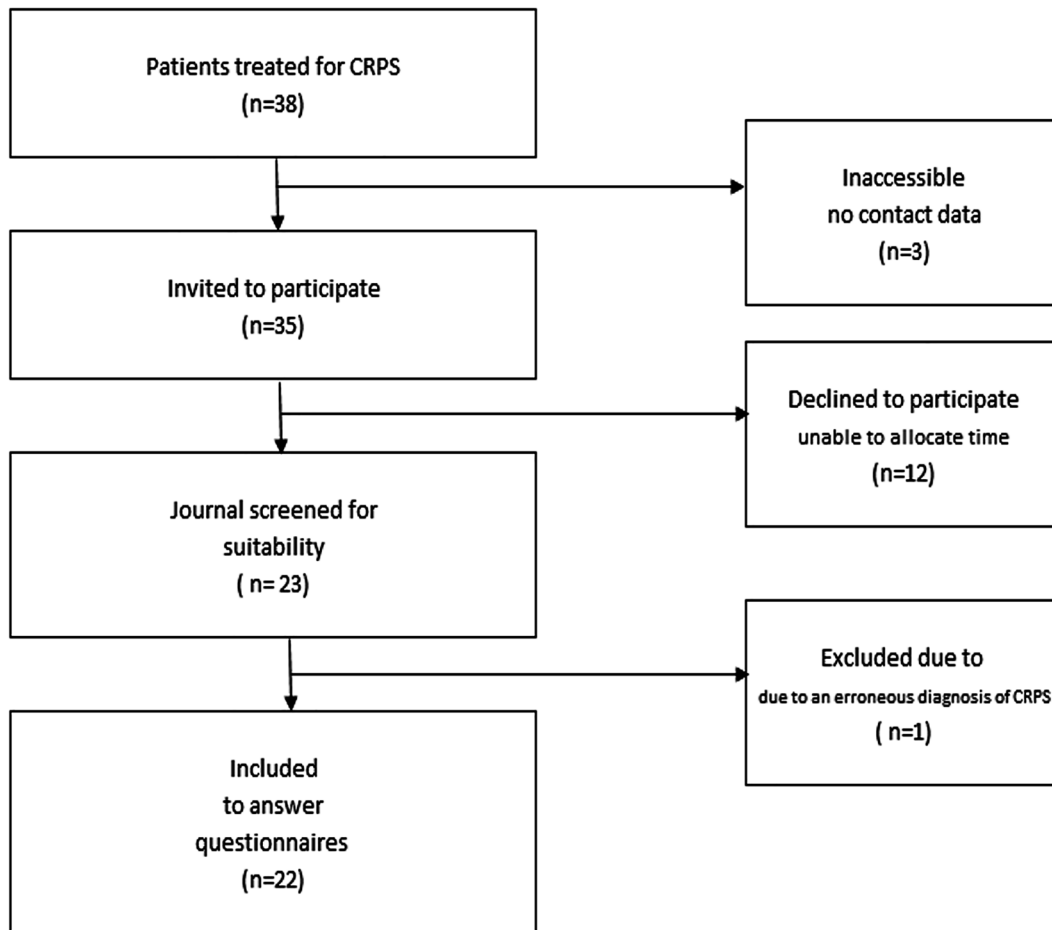 Patients treated for CRPS
(n=38)
Inaccessible
no contact data
(n=3)
Invited to participate
(n=35)
Declined to participate
unable to allocate time
(n=12)
Journal screened for
suitability
( n= 23)
Excluded due to
due to an erroneous diagnosis of CRPS
( n=1)
Included
to answer
questionnaires
(n=22)